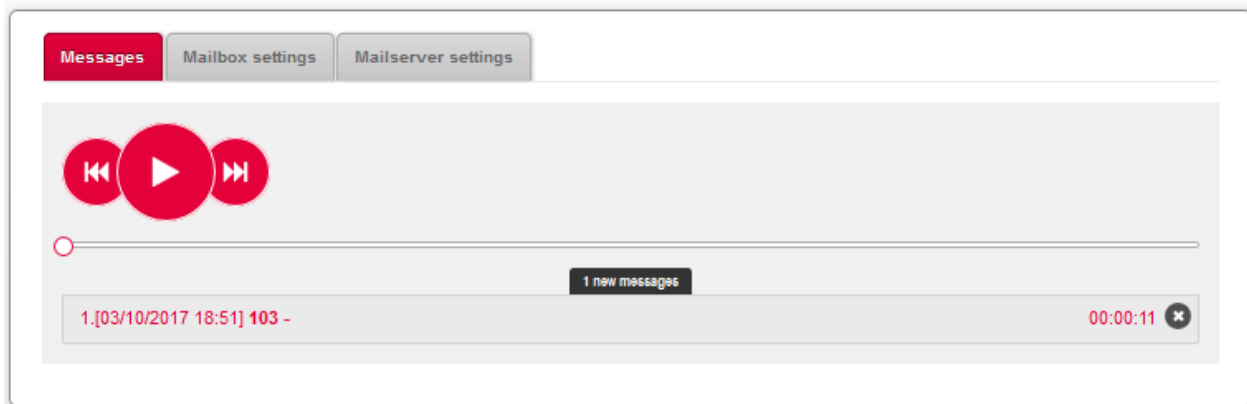 Messages Mailbox settings Mailserver settings
1 new messages
1.[03/10/2017 18:51] 103 - 00:00:11